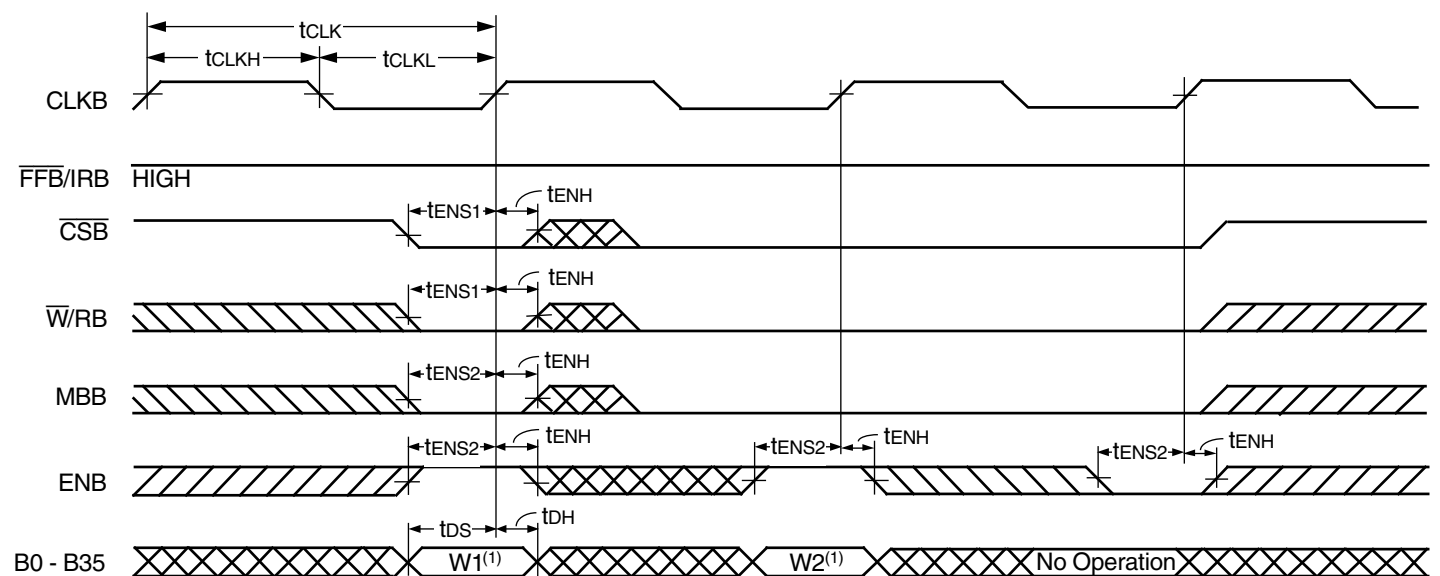 tCLK
tCLKH tCLKL
CLKB
FFB/IRB HIGH
tENS1 tENH
CSB
tENS1 tENH
W/RB
tENS2 tENH
MBB
tENS2 tENH tENS2 tENH tENS2 tENH
ENB
tDS tDH
B0 - B35 W1(1) W2(1) No Operation